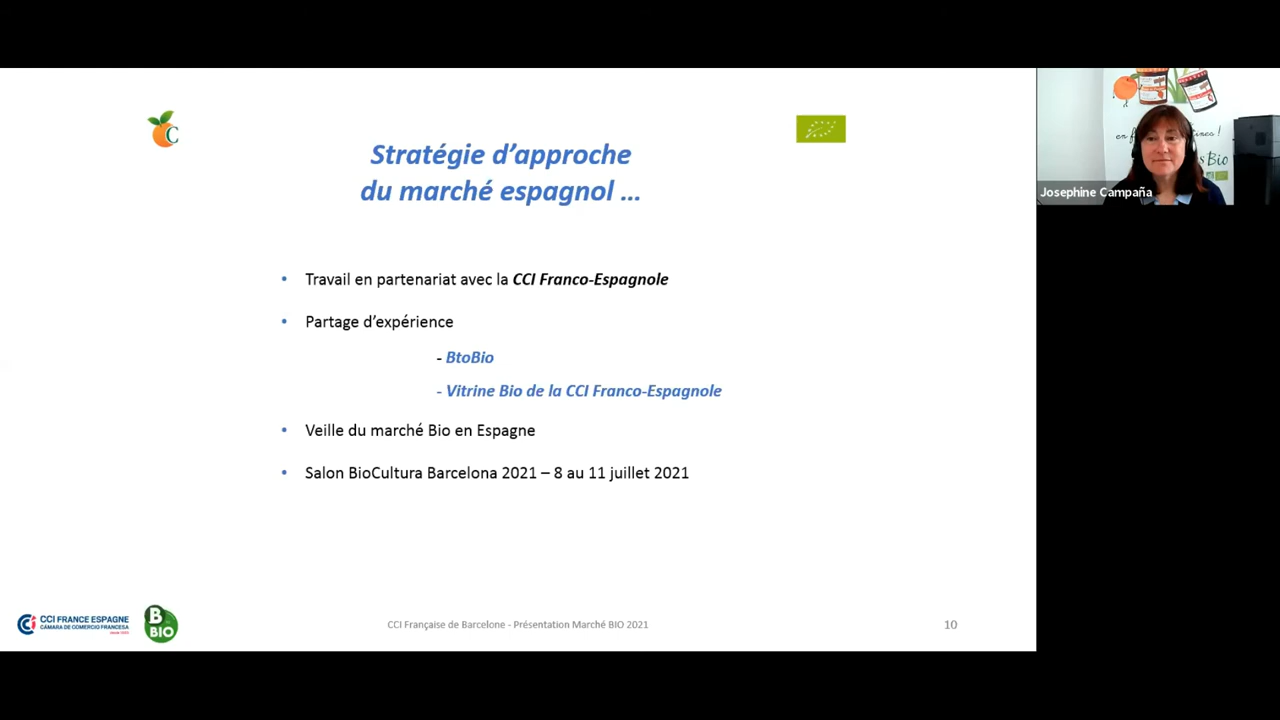 C
Stratégie d’approche
du marché espagnol ...
• Travail en partenariat avec la CCI Franco-Espagnole
• Partage d’expérience
- BtoBio
- Vitrine Bio de la CCI Franco-Espagnole
• Veille du marché Bio en Espagne
• Salon BioCultura Barcelona 2021 – 8 au 11 juillet 2021
CCI FRANCE ESPAGNE
CÁMARA DE COMERCIO FRANCESA
B
BIO
CCI Française de Barcelone - Présentation Marché BIO 2021
10
Bio
Josephine Campaña